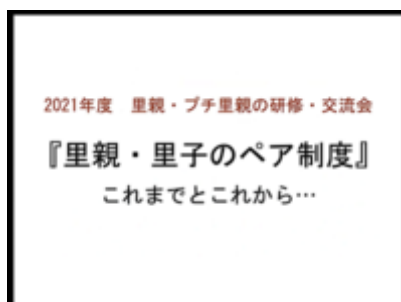 2021年度　里親・プチ里親の研修・交流会
『里親・里子のペア制度』
これまでとこれから…